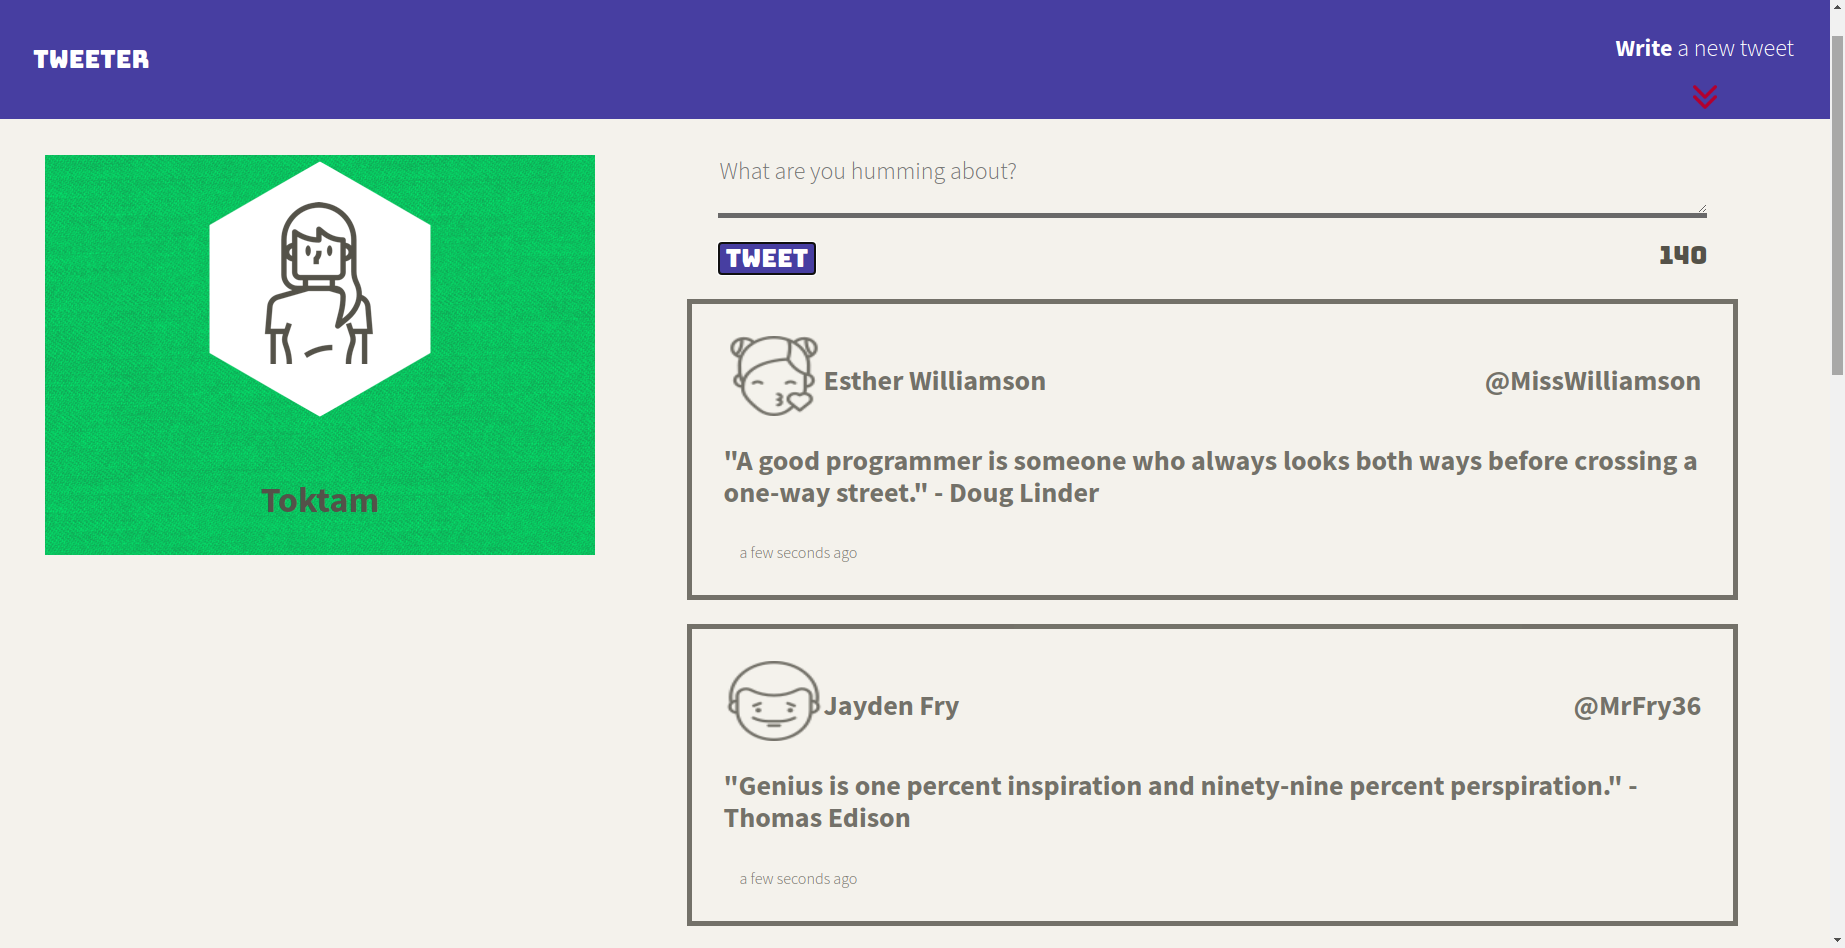 TWEETER
Write a new tweet
Toktam
What are you humming about?
TWEET
140
Esther Williamson
@MissWilliamson
"A good programmer is someone who always looks both ways before crossing a
one-way street." - Doug Linder
a few seconds ago
Jayden Fry
@MrFry36
"Genius is one percent inspiration and ninety-nine percent perspiration." -
Thomas Edison
a few seconds ago